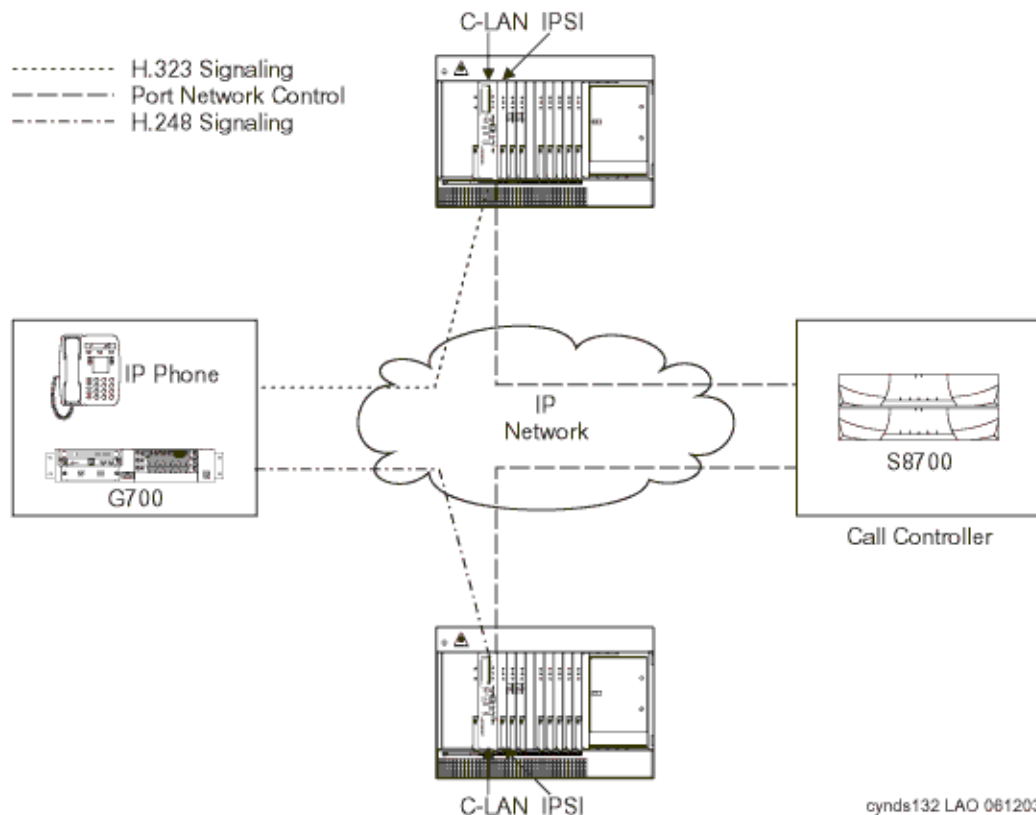 C-LAN IPSI
H.323 Signaling
Port Network Control
H.248 Signaling
IP Phone
G700
IP
Network
S8700
Call Controller
C-LAN IPSI
cynds132 LAO 061203